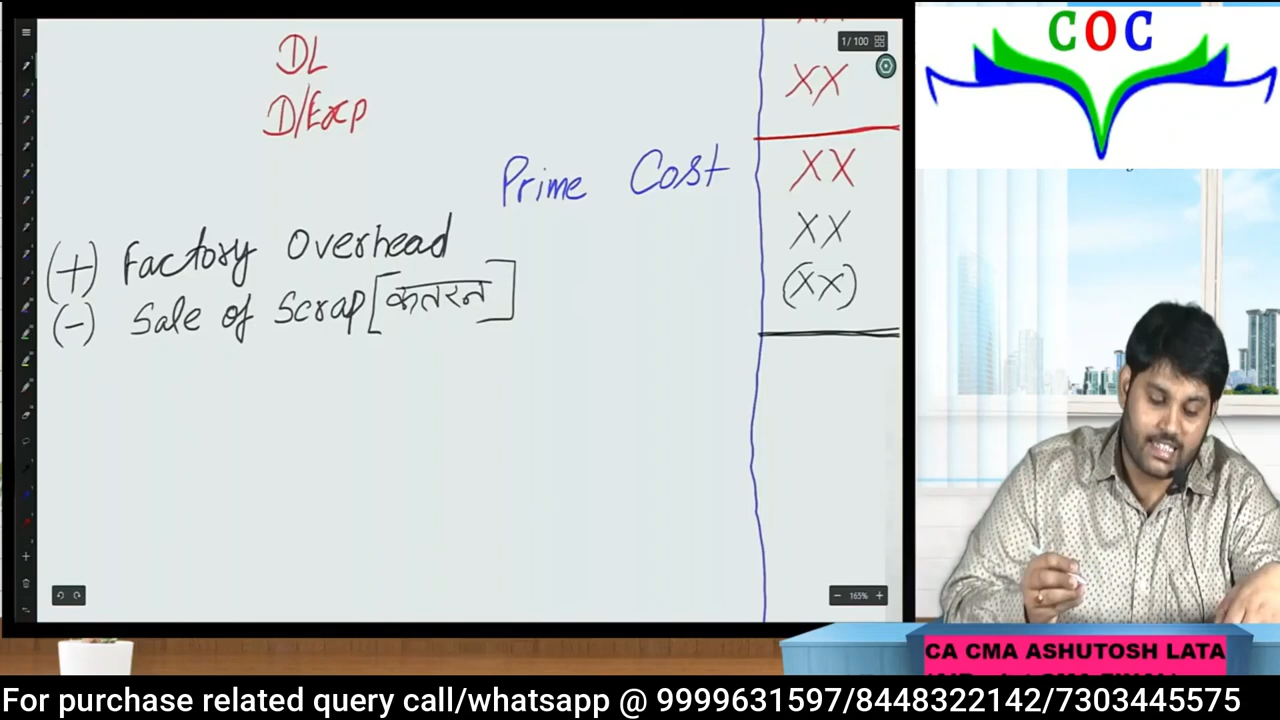 COC
1/100
DL
XX
D/Exp
Prime Cost XX
(+) Factory Overhead XX
(-) Sale of Scrap [कतरन] (XX)
165%
CA CMA ASHUTOSH LATA
For purchase related query call/whatsapp @ 9999631597/8448322142/7303445575